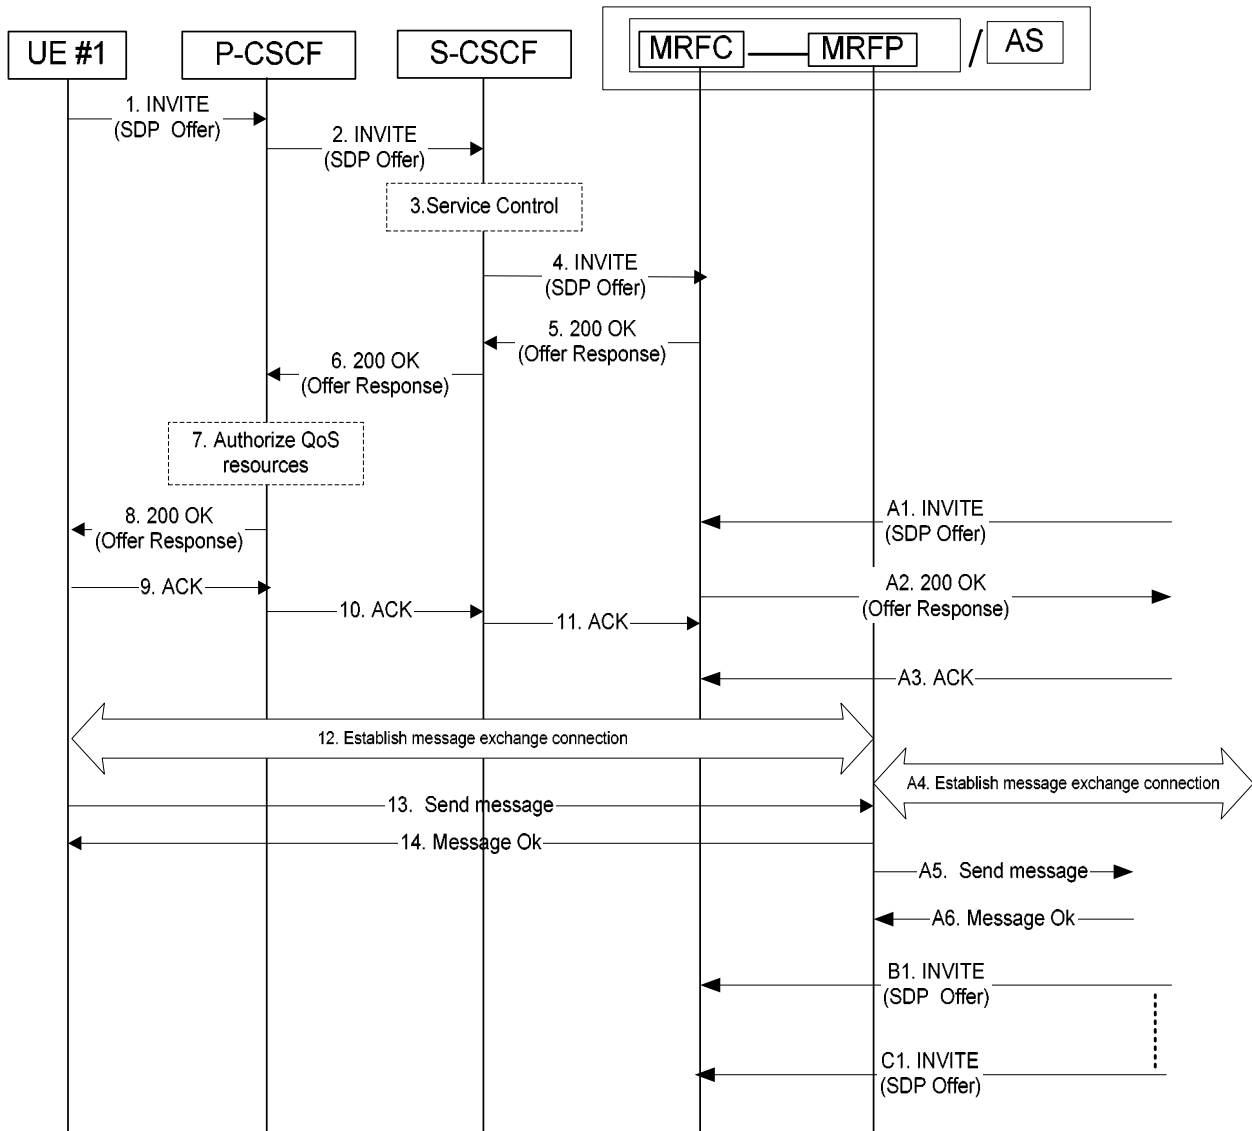 UE #1
P-CSCF
S-CSCF
MRFC
MRFP
/
AS
1. INVITE
(SDP Offer)
2. INVITE
(SDP Offer)
3.Service Control
4. INVITE
(SDP Offer)
5. 200 OK
(Offer Response)
6. 200 OK
(Offer Response)
7. Authorize QoS
resources
8. 200 OK
(Offer Response)
A1. INVITE
(SDP Offer)
9. ACK
A2. 200 OK
(Offer Response)
10. ACK
11. ACK
A3. ACK
12. Establish message exchange connection
A4. Establish message exchange connection
13. Send message
14. Message Ok
A5. Send message
A6. Message Ok
B1. INVITE
(SDP Offer)
C1. INVITE
(SDP Offer)